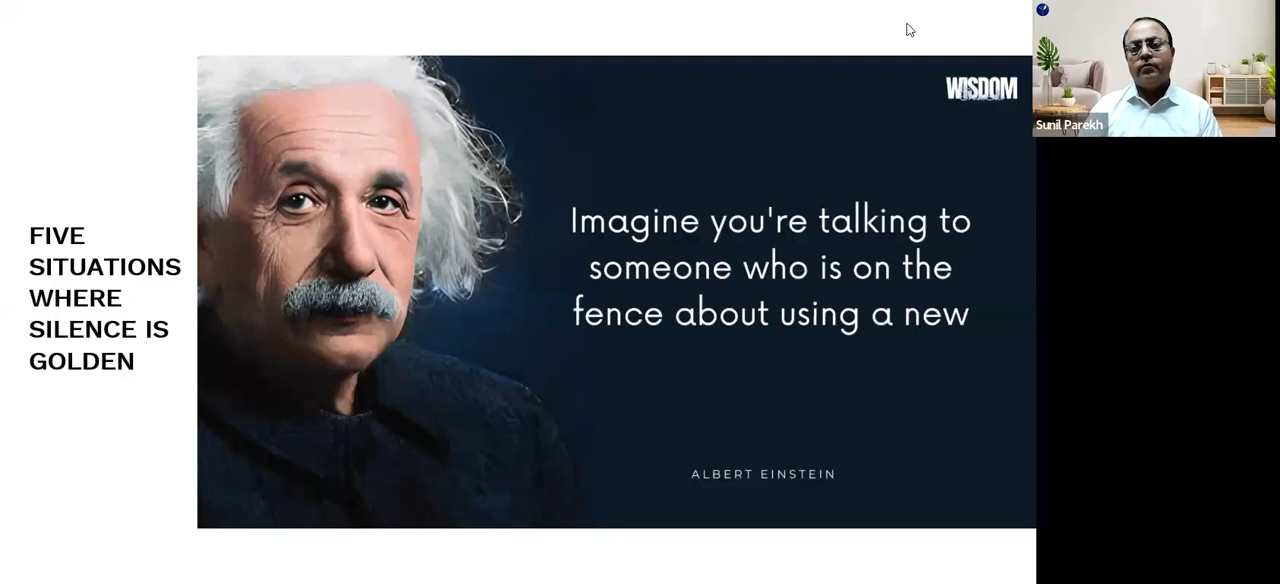 FIVE
SITUATIONS
WHERE
SILENCE IS
GOLDEN
WISDOM
Imagine you're talking to
someone who is on the
fence about using a new
ALBERT EINSTEIN
Sunil Parekh